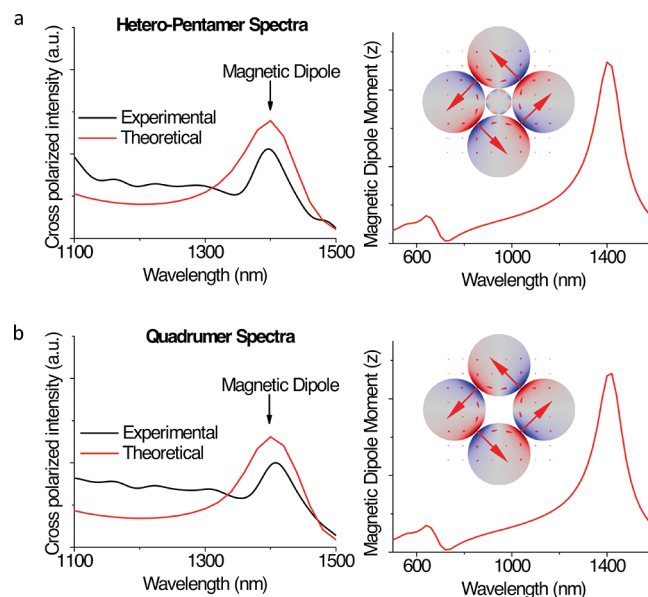 a
Hetero-Pentamer Spectra
Cross polarized intensity (a.u.)
Magnetic Dipole
Experimental
Theoretical
1100
1300
1500
Wavelength (nm)
Magnetic Dipole Moment (z)
600
1000
1400
Wavelength (nm)
b
Quadrumer Spectra
Cross polarized intensity (a.u.)
Magnetic Dipole
Experimental
Theoretical
1100
1300
1500
Wavelength (nm)
Magnetic Dipole Moment (z)
600
1000
1400
Wavelength (nm)